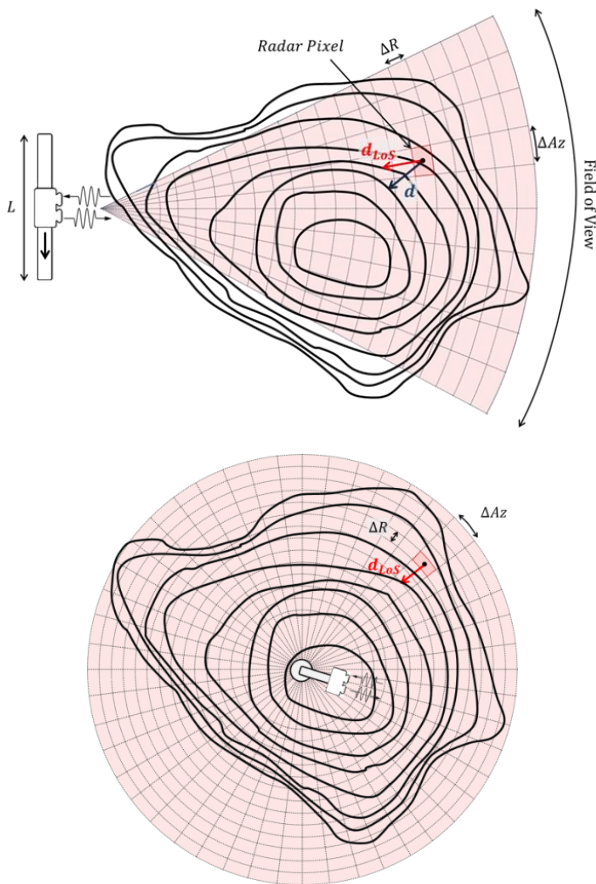 Radar Pixel
ΔR
d_LoS
d
ΔAz
L
Field of View
ΔAz
ΔR
d_LoS